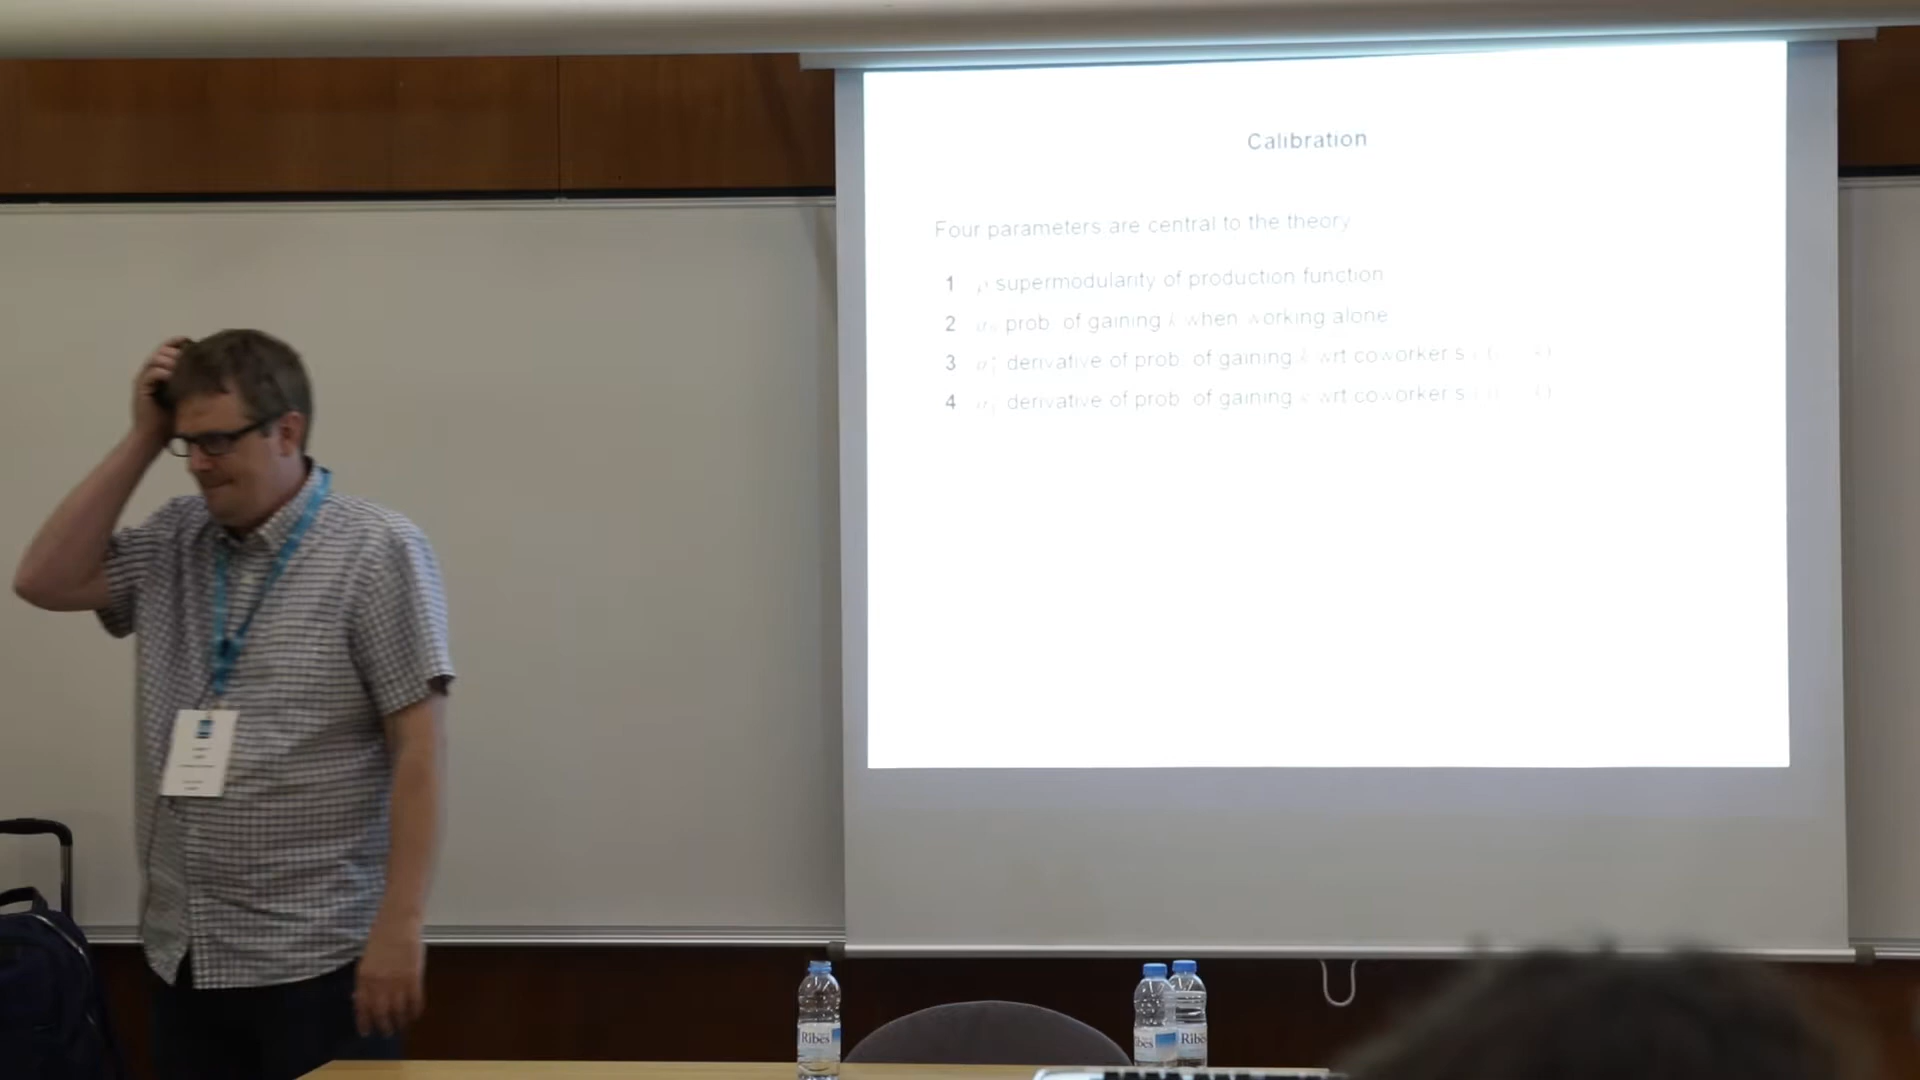 Calibration
Four parameters are central to the theory
1 supermodularity of production function
2 prob. of gaining k when working alone
3 derivative of prob. of gaining k wrt coworker s
4 derivative of prob. of gaining k wrt coworker s
Ribes
Ribes